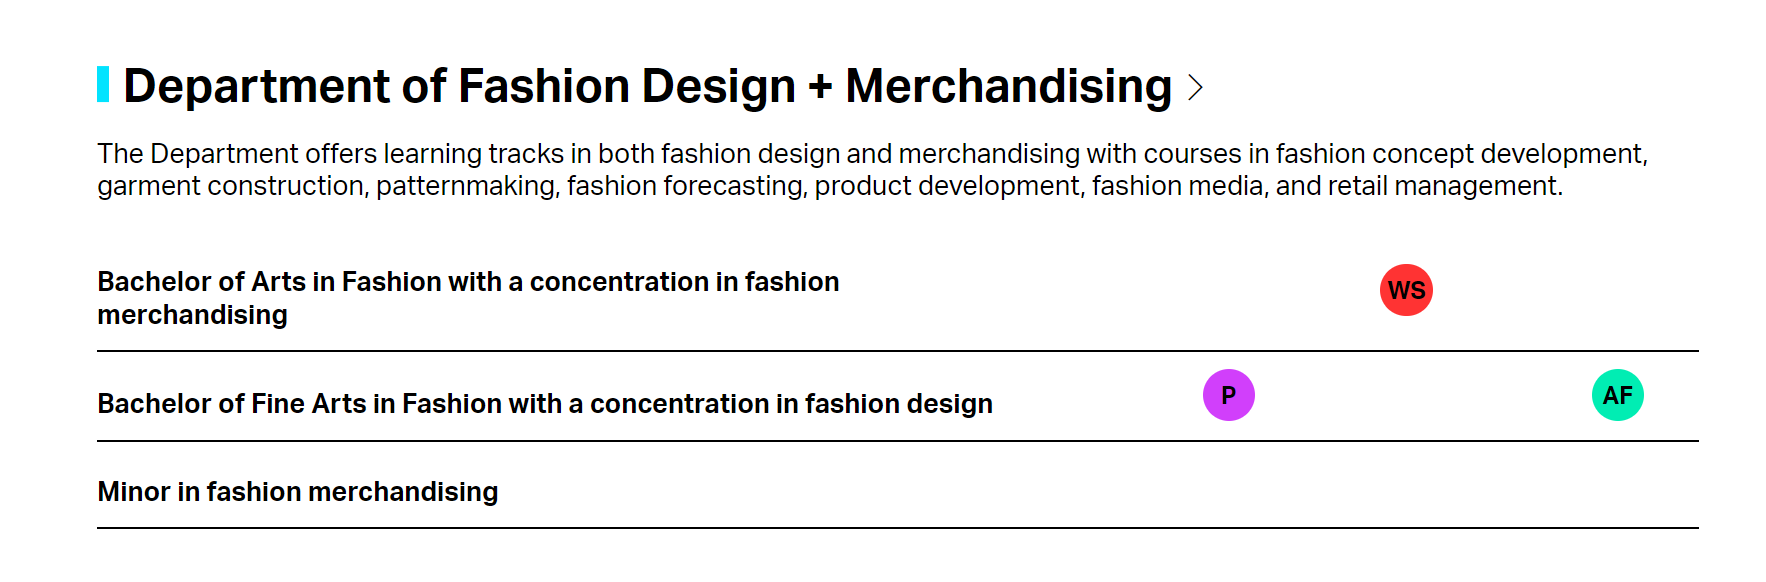 Department of Fashion Design + Merchandising
The Department offers learning tracks in both fashion design and merchandising with courses in fashion concept development,
garment construction, patternmaking, fashion forecasting, product development, fashion media, and retail management.
Bachelor of Arts in Fashion with a concentration in fashion
merchandising
WS
Bachelor of Fine Arts in Fashion with a concentration in fashion design
P
AF
Minor in fashion merchandising